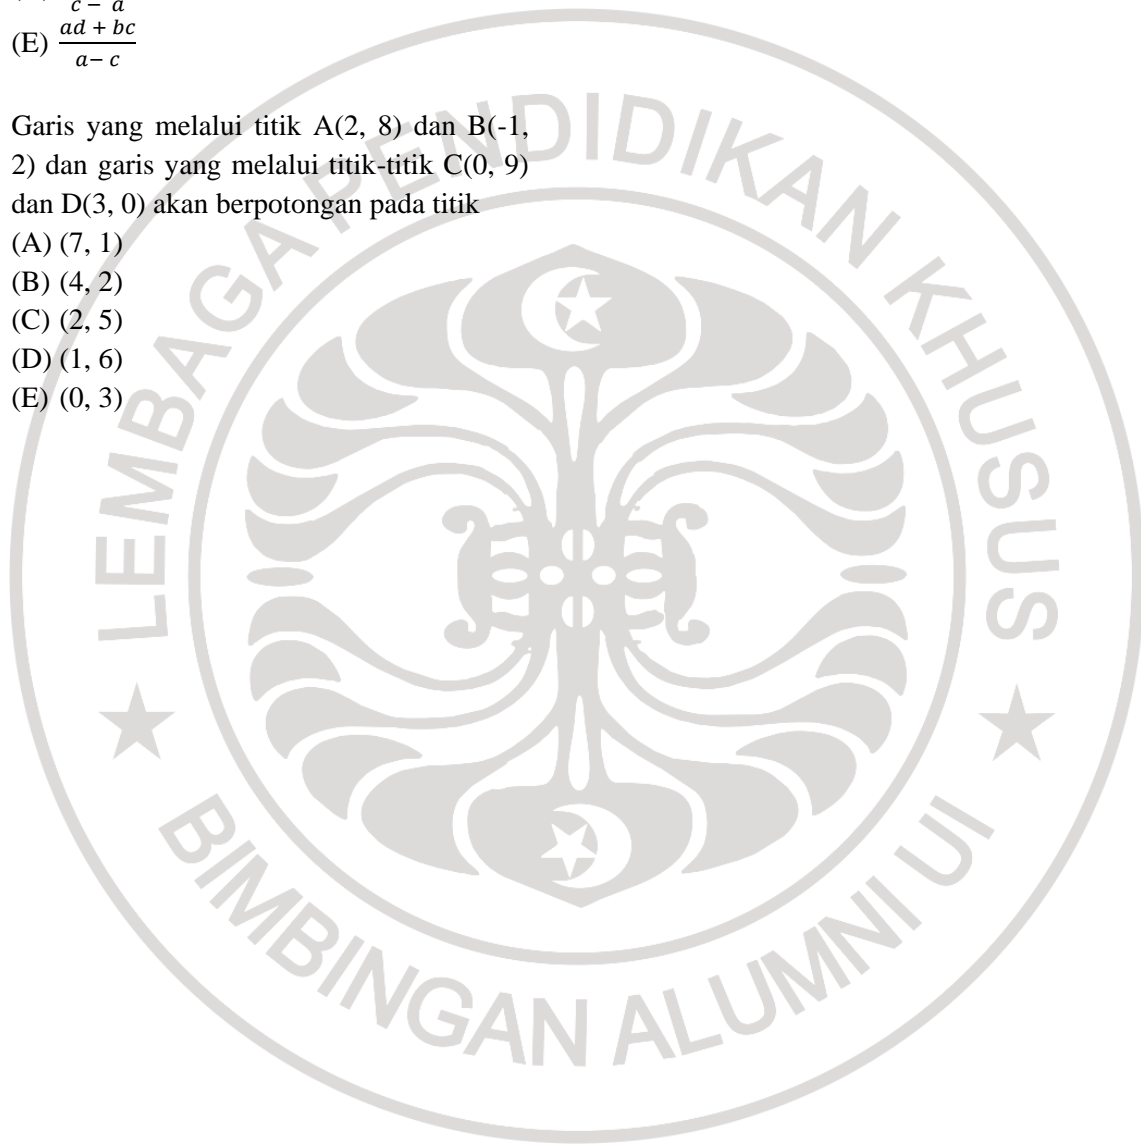 c − a
(E) ad + bc / a− c
Garis yang melalui titik A(2, 8) dan B(-1,
2) dan garis yang melalui titik-titik C(0, 9)
dan D(3, 0) akan berpotongan pada titik
(A) (7, 1)
(B) (4, 2)
(C) (2, 5)
(D) (1, 6)
(E) (0, 3)
LEMBAGA PENDIDIKAN KHUSUS
BIMBINGAN ALUMNI UI